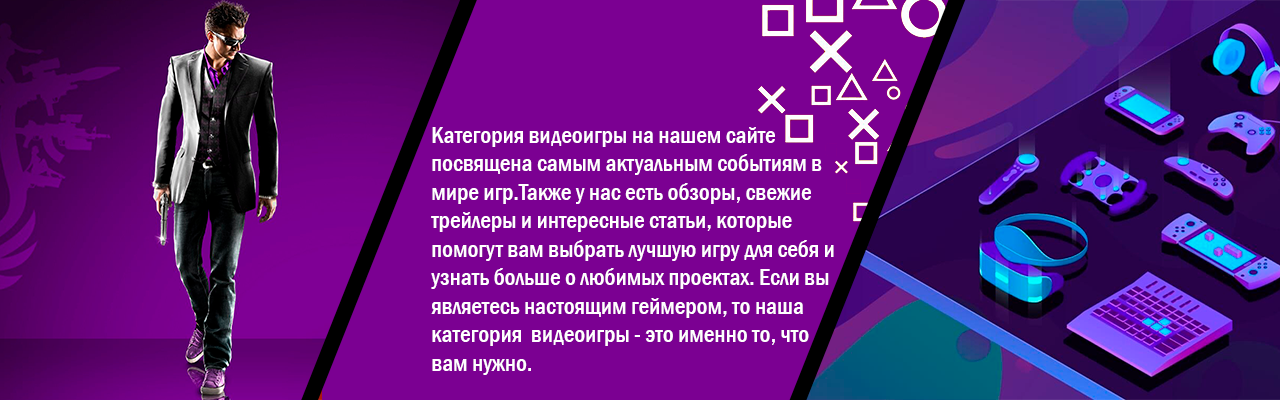 Категория видеоигры на нашем сайте
посвящена самым актуальным событиям в
мире игр.Также у нас есть обзоры, свежие
трейлеры и интересные статьи, которые
помогут вам выбрать лучшую игру для себя и
узнать больше о любимых проектах. Если вы
являетесь настоящим геймером, то наша
категория  видеоигры - это именно то, что
вам нужно.